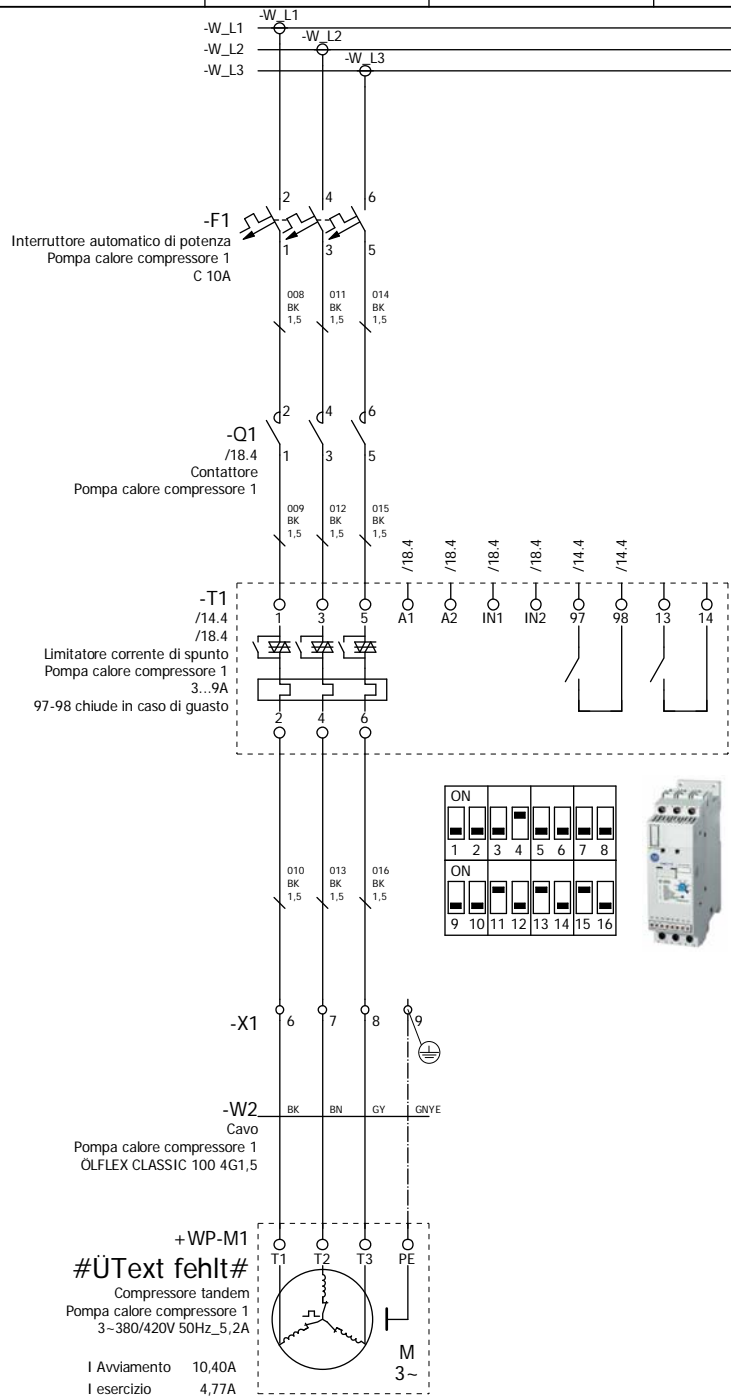 -W_L1
-W_L1
-W_L2
-W_L2
-W_L3
-W_L3
2 4 6
-F1
Interruttore automatico di potenza
Pompa calore compressore 1
C 10A
1 3 5
008 011 014
BK BK BK
1,5 1,5 1,5
2 4 6
-Q1
/18.4
Contattore
Pompa calore compressore 1
1 3 5
009 012 015
BK BK BK
1,5 1,5 1,5
/18.4 /18.4 /18.4 /18.4 /14.4 /14.4
-T1
/14.4
/18.4
Limitatore corrente di spunto
Pompa calore compressore 1
3...9A
97-98 chiude in caso di guasto
1 3 5 A1 A2 IN1 IN2 97 98 13 14
2 4 6
ON
1 2 3 4 5 6 7 8
ON
9 10 11 12 13 14 15 16
010 013 016
BK BK BK
1,5 1,5 1,5
-X1
6 7 8 9
-W2
BK BN GY GNYE
Cavo
Pompa calore compressore 1
ÖLFLEX CLASSIC 100 4G1,5
+WP-M1
T1 T2 T3 PE
#ÜText fehlt#
Compressore tandem
Pompa calore compressore 1
3~380/420V 50Hz_5,2A
M
3~
I Avviamento 10,40A
I esercizio 4,77A